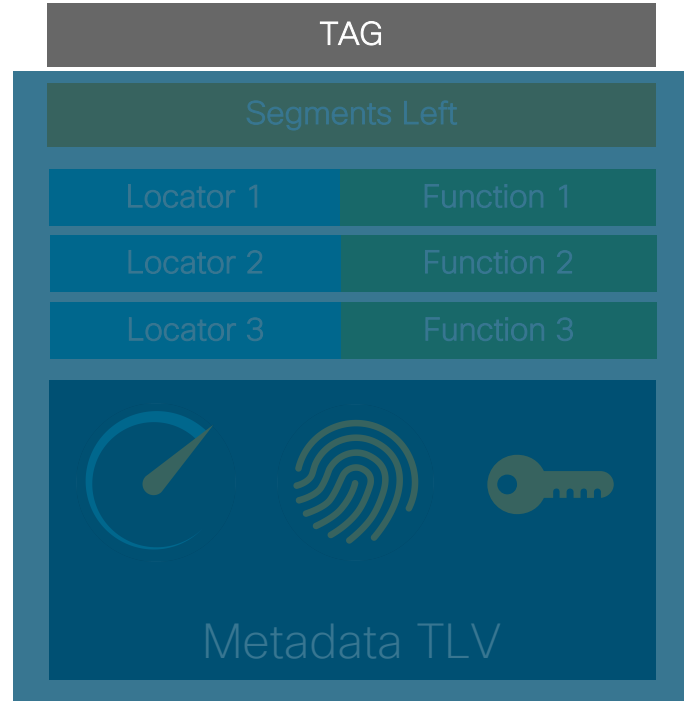 TAG
Segments Left
Locator 1 Function 1
Locator 2 Function 2
Locator 3 Function 3
Metadata TLV